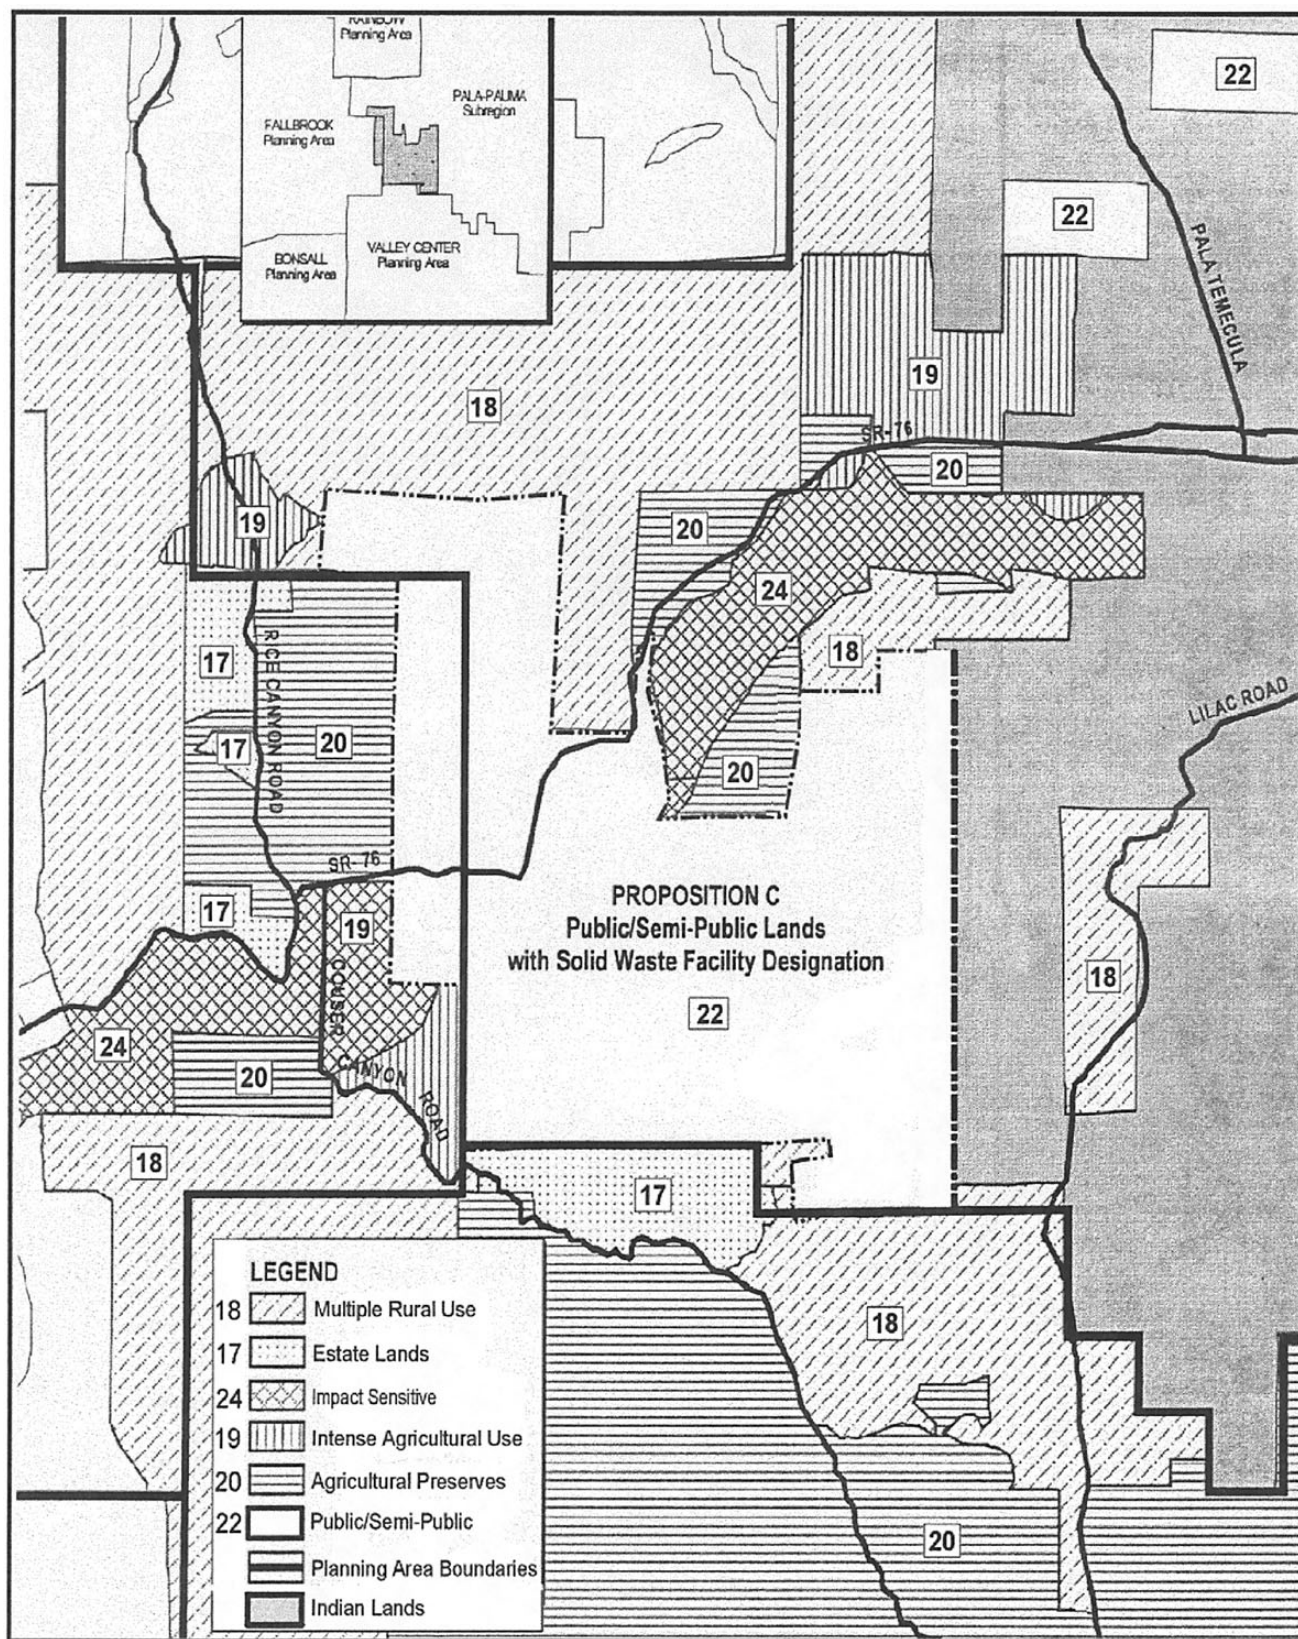 RAINBOW
Planning Area
PALA-PAUMA
Subregion
FALLBROOK
Planning Area
BONSALL
Planning Area
VALLEY CENTER
Planning Area
22
22
PALA TEMECULA
19
18
SR-76
20
19
20
24
18
17
RICE CANYON ROAD
17
20
20
LILAC ROAD
SR-76
17
19
PROPOSITION C
Public/Semi-Public Lands
with Solid Waste Facility Designation
22
18
COUSER
CANYON
ROAD
24
20
18
17
18
20
LEGEND
18 Multiple Rural Use
17 Estate Lands
24 Impact Sensitive
19 Intense Agricultural Use
20 Agricultural Preserves
22 Public/Semi-Public
Planning Area Boundaries
Indian Lands